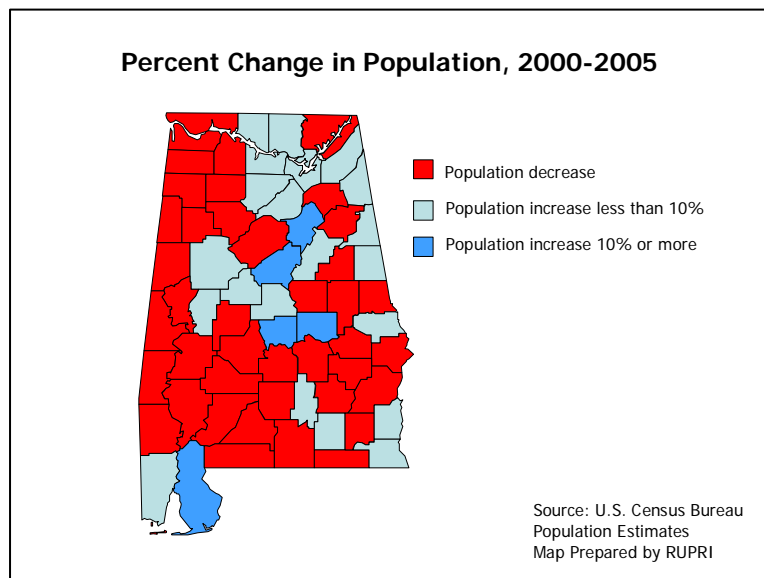 Percent Change in Population, 2000-2005
Population decrease
Population increase less than 10%
Population increase 10% or more
Source: U.S. Census Bureau
Population Estimates
Map Prepared by RUPRI